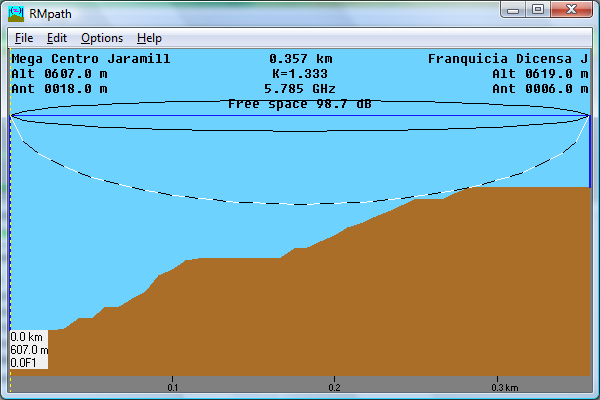 RMpath
File Edit Options Help
Mega Centro Jaramill 0.357 km Franquicia Dicensa J
Alt 0607.0 m K=1.333 Alt 0619.0 m
Ant 0018.0 m 5.785 GHz Ant 0006.0 m
Free space 98.7 dB
0.0 km
607.0 m
0.0F1
0.1 0.2 0.3 km